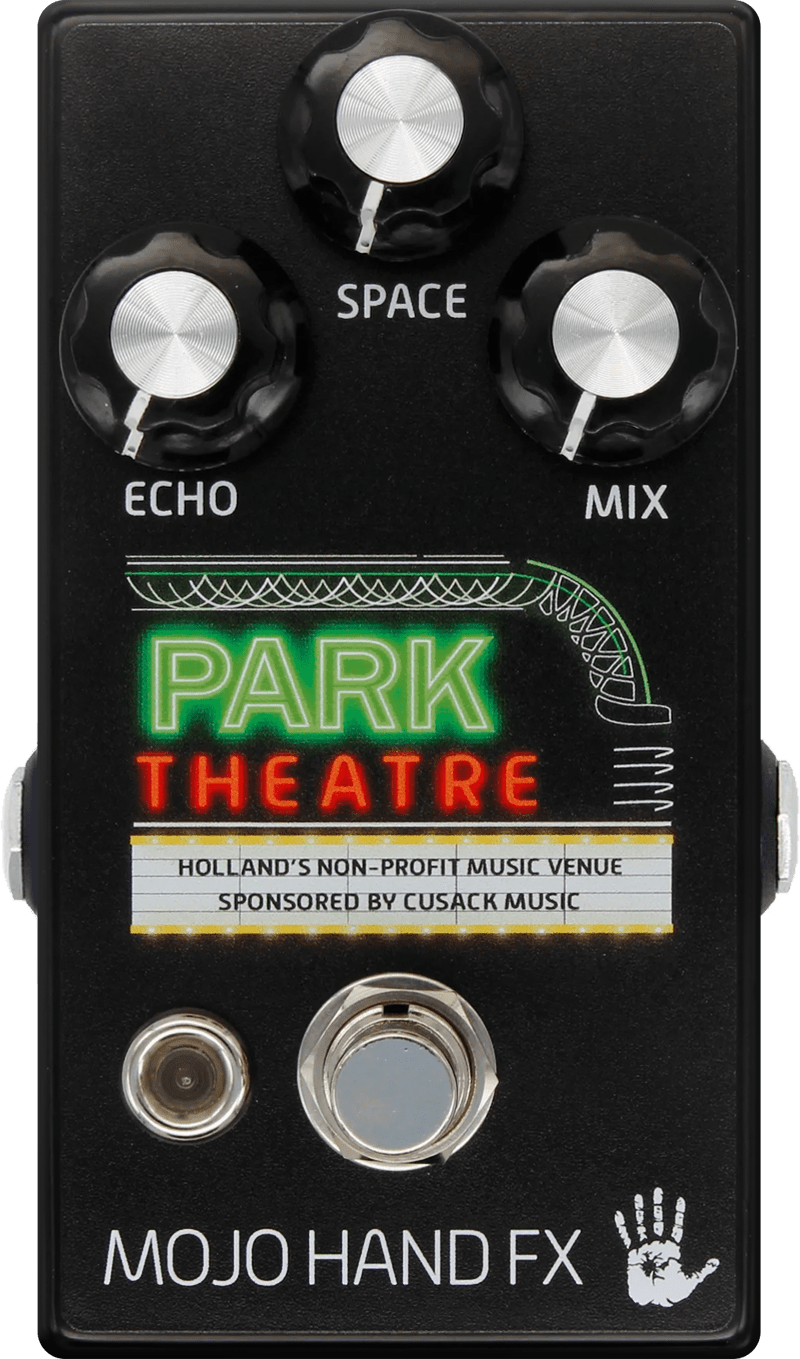 SPACE
ECHO
MIX
PARK
THEATRE
HOLLAND'S NON-PROFIT MUSIC VENUE
SPONSORED BY CUSACK MUSIC
MOJO HAND FX